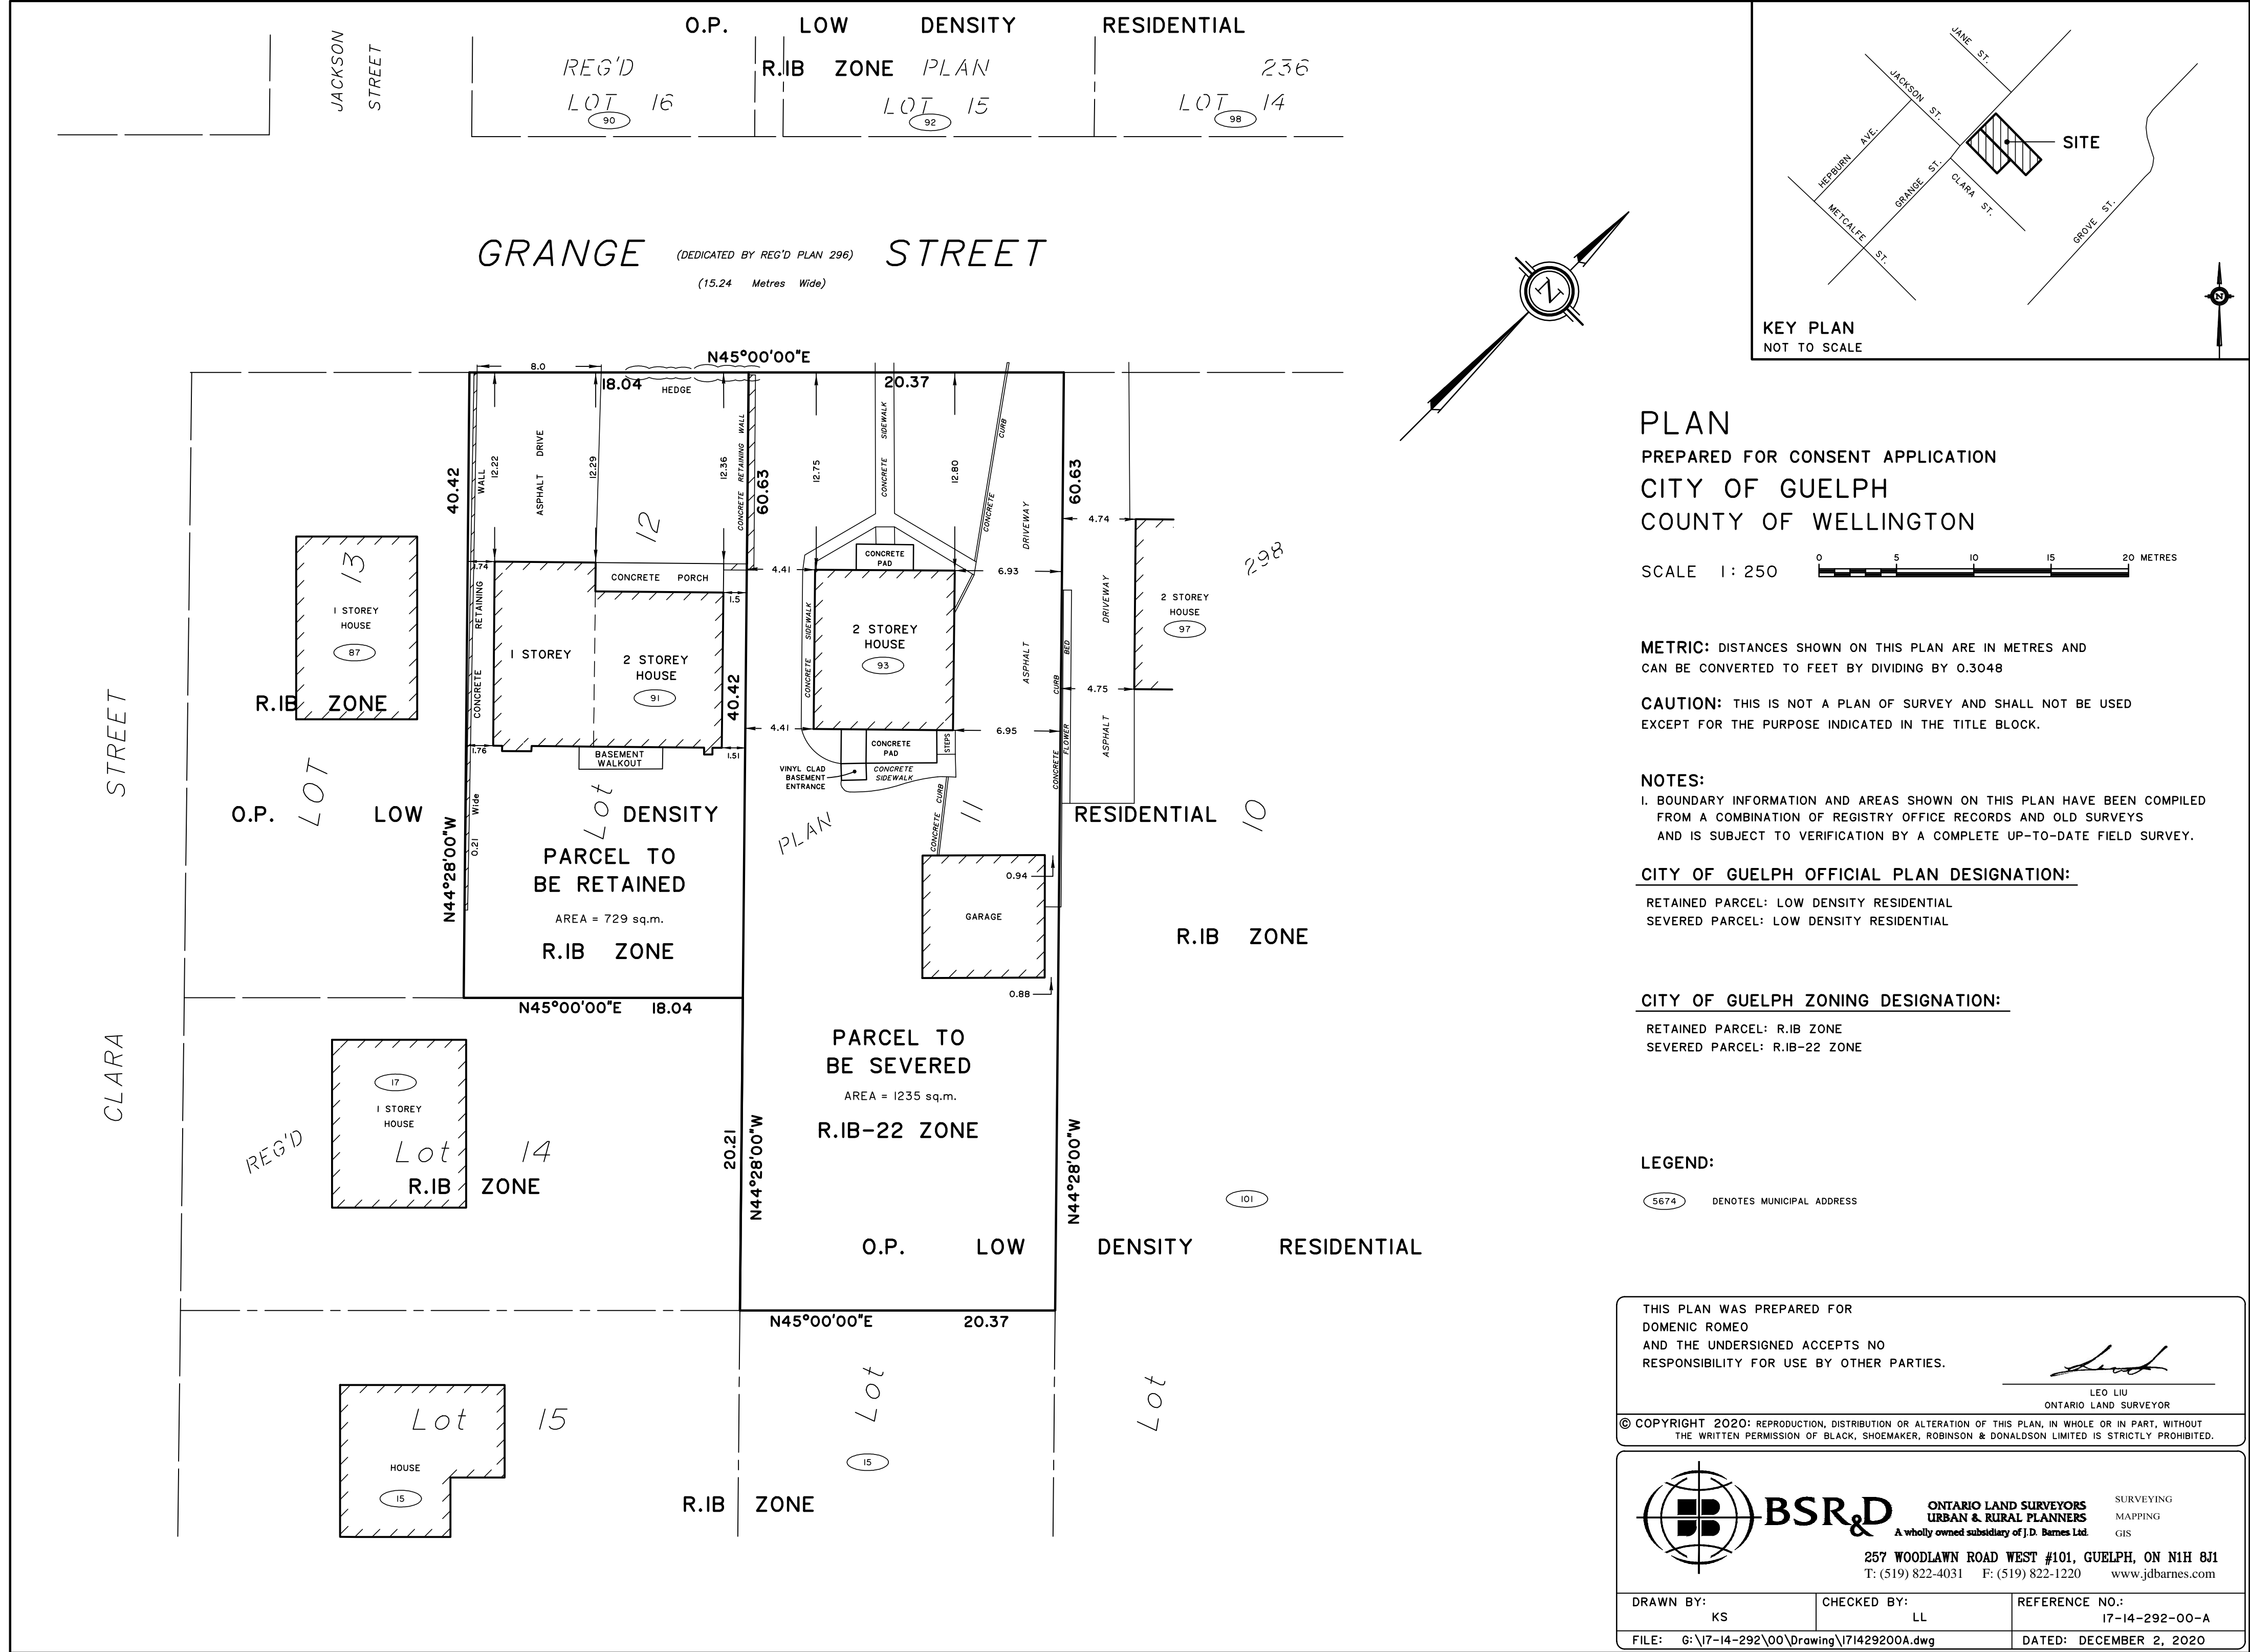 O.P. LOW DENSITY RESIDENTIAL
JACKSON
STREET
REG'D R.IB ZONE PLAN 236
LOT 16 LOT 15 LOT 14
90 92 98
GRANGE (DEDICATED BY REG'D PLAN 296) STREET
(15.24 Metres Wide)
N45°00'00"E
8.0
18.04
HEDGE
20.37
40.42
WALL
12.22
ASPHALT DRIVE
12.29
12.36
CONCRETE RETAINING WALL
60.63
12.75
CONCRETE SIDEWALK
12.80
CURB
CONCRETE
DRIVEWAY
60.63
4.74
12
298
13
1 STOREY
HOUSE
87
R.IB ZONE
LOT
1.74
RETAINING
CONCRETE
CONCRETE PORCH
1.5
1 STOREY
2 STOREY
HOUSE
91
40.42
1.76
1.51
BASEMENT
WALKOUT
4.41
4.41
CONCRETE SIDEWALK
CONCRETE
PAD
2 STOREY
HOUSE
93
6.93
6.95
ASPHALT
CONCRETE
PAD
STEPS
CONCRETE
SIDEWALK
VINYL CLAD
BASEMENT
ENTRANCE
CONCRETE CURB
CONCRETE CURB
FLOWER BED
DRIVEWAY
ASPHALT
4.75
2 STOREY
HOUSE
97
STREET
CLARA
O.P. LOW DENSITY RESIDENTIAL
0.21 Wide
Lot
PLAN
11
10
N44°28'00"W
PARCEL TO
BE RETAINED
AREA = 729 sq.m.
R.IB ZONE
0.94
GARAGE
0.88
R.IB ZONE
N45°00'00"E 18.04
PARCEL TO
BE SEVERED
AREA = 1235 sq.m.
R.IB-22 ZONE
20.21
N44°28'00"W
N44°28'00"W
17
1 STOREY
HOUSE
REG'D
Lot 14
R.IB ZONE
101
O.P. LOW DENSITY RESIDENTIAL
N45°00'00"E 20.37
Lot 15
HOUSE
15
Lot
15
Lot
R.IB ZONE
JANE ST.
JACKSON ST.
HEPBURN AVE.
GRANGE ST.
CLARA ST.
METCALFE ST.
GROVE ST.
SITE
N
N
KEY PLAN
NOT TO SCALE
PLAN
PREPARED FOR CONSENT APPLICATION
CITY OF GUELPH
COUNTY OF WELLINGTON
SCALE 1 : 250
0 5 10 15 20 METRES
METRIC: DISTANCES SHOWN ON THIS PLAN ARE IN METRES AND
CAN BE CONVERTED TO FEET BY DIVIDING BY 0.3048
CAUTION: THIS IS NOT A PLAN OF SURVEY AND SHALL NOT BE USED
EXCEPT FOR THE PURPOSE INDICATED IN THE TITLE BLOCK.
NOTES:
1. BOUNDARY INFORMATION AND AREAS SHOWN ON THIS PLAN HAVE BEEN COMPILED
FROM A COMBINATION OF REGISTRY OFFICE RECORDS AND OLD SURVEYS
AND IS SUBJECT TO VERIFICATION BY A COMPLETE UP-TO-DATE FIELD SURVEY.
CITY OF GUELPH OFFICIAL PLAN DESIGNATION:
RETAINED PARCEL: LOW DENSITY RESIDENTIAL
SEVERED PARCEL: LOW DENSITY RESIDENTIAL
CITY OF GUELPH ZONING DESIGNATION:
RETAINED PARCEL: R.IB ZONE
SEVERED PARCEL: R.IB-22 ZONE
LEGEND:
5674 DENOTES MUNICIPAL ADDRESS
THIS PLAN WAS PREPARED FOR
DOMENIC ROMEO
AND THE UNDERSIGNED ACCEPTS NO
RESPONSIBILITY FOR USE BY OTHER PARTIES.
LEO LIU
ONTARIO LAND SURVEYOR
© COPYRIGHT 2020: REPRODUCTION, DISTRIBUTION OR ALTERATION OF THIS PLAN, IN WHOLE OR IN PART, WITHOUT
THE WRITTEN PERMISSION OF BLACK, SHOEMAKER, ROBINSON & DONALDSON LIMITED IS STRICTLY PROHIBITED.
BSR&D
ONTARIO LAND SURVEYORS
URBAN & RURAL PLANNERS
A wholly owned subsidiary of J.D. Barnes Ltd.
SURVEYING
MAPPING
GIS
257 WOODLAWN ROAD WEST #101, GUELPH, ON N1H 8J1
T: (519) 822-4031 F: (519) 822-1220 www.jdbarnes.com
DRAWN BY: KS
CHECKED BY: LL
REFERENCE NO.: 17-14-292-00-A
FILE: G:\17-14-292\00\Drawing\171429200A.dwg
DATED: DECEMBER 2, 2020